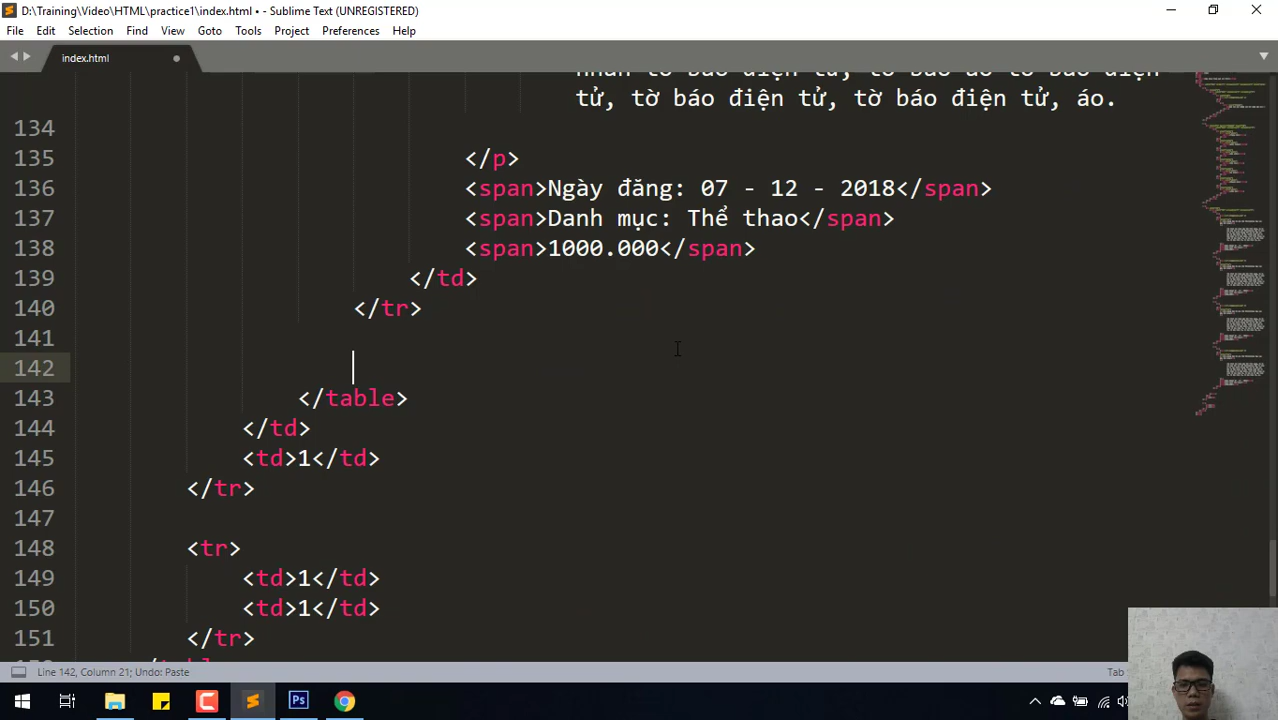 D:\Training\Video\HTML\practice1\index.html • - Sublime Text (UNREGISTERED)
File Edit Selection Find View Goto Tools Project Preferences Help
index.html
tử, tờ báo điện tử, tờ báo điện tử, áo.
134
135 </p>
136 <span>Ngày đăng: 07 - 12 - 2018</span>
137 <span>Danh mục: Thể thao</span>
138 <span>1000.000</span>
139 </td>
140 </tr>
141
142
143 </table>
144 </td>
145 <td>1</td>
146 </tr>
147
148 <tr>
149 <td>1</td>
150 <td>1</td>
151 </tr>
Line 142, Column 21; Undo: Paste
Tab
Ps